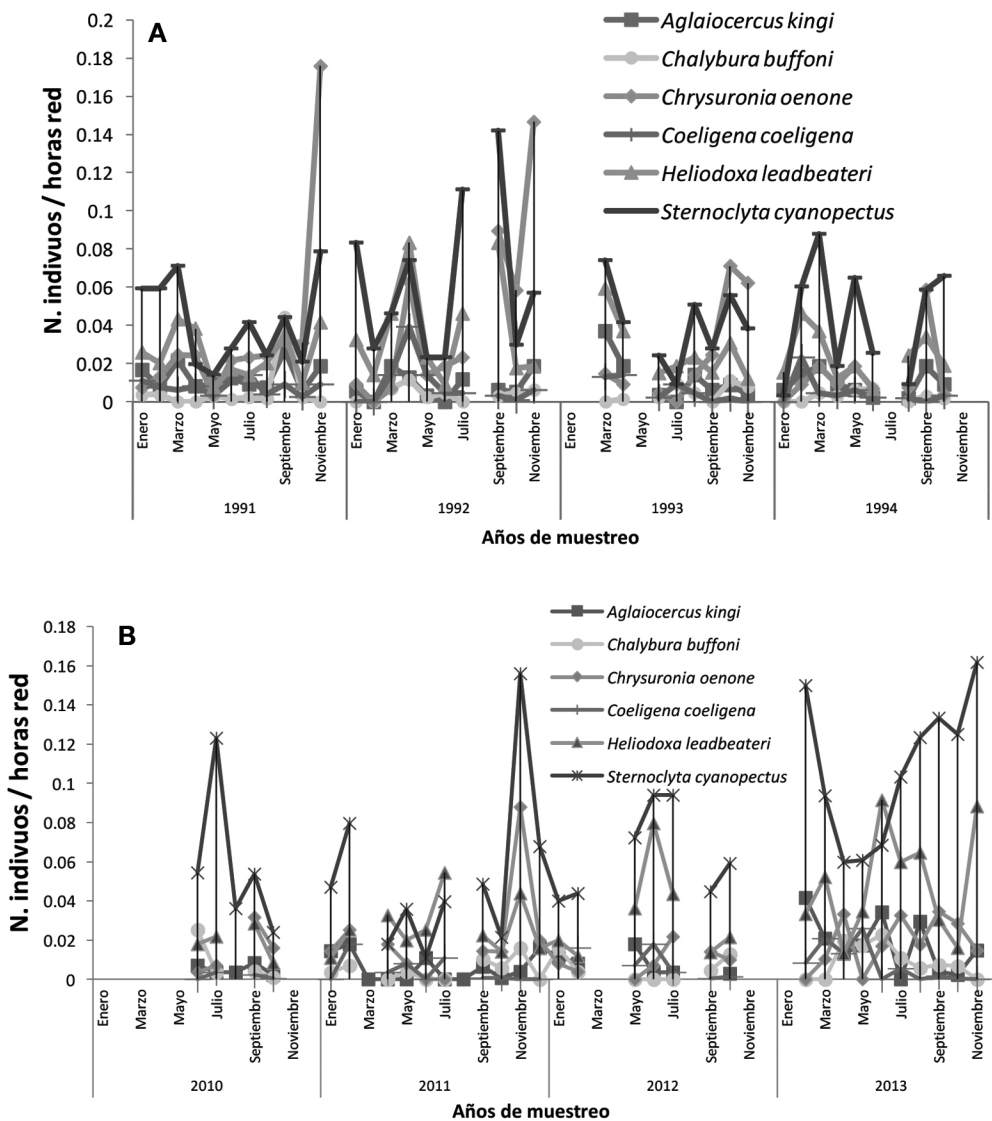 A
N. indivuos / horas red
0.2
0.18
0.16
0.14
0.12
0.1
0.08
0.06
0.04
0.02
0
Aglaiocercus kingi
Chalybura buffoni
Chrysuronia oenone
Coeligena coeligena
Heliodoxa leadbeateri
Sternoclyta cyanopectus
Enero Marzo Mayo Julio Septiembre Noviembre Enero Marzo Mayo Julio Septiembre Noviembre Enero Marzo Mayo Julio Septiembre Noviembre Enero Marzo Mayo Julio Septiembre Noviembre
1991 1992 1993 1994
Años de muestreo
B
N. indivuos / horas red
0.18
0.16
0.14
0.12
0.1
0.08
0.06
0.04
0.02
0
Aglaiocercus kingi
Chalybura buffoni
Chrysuronia oenone
Coeligena coeligena
Heliodoxa leadbeateri
Sternoclyta cyanopectus
Enero Marzo Mayo Julio Septiembre Noviembre Enero Marzo Mayo Julio Septiembre Noviembre Enero Marzo Mayo Julio Septiembre Noviembre Enero Marzo Mayo Julio Septiembre Noviembre
2010 2011 2012 2013
Años de muestreo